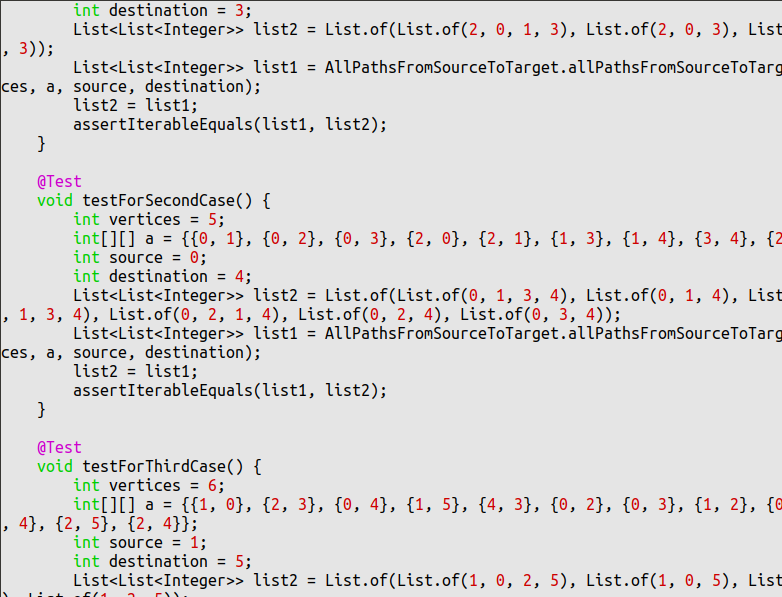 int destination = 3;
List<List<Integer>> list2 = List.of(List.of(2, 0, 1, 3), List.of(2, 0, 3), List
, 3));
List<List<Integer>> list1 = AllPathsFromSourceToTarget.allPathsFromSourceToTarg
ces, a, source, destination);
list2 = list1;
assertIterableEquals(list1, list2);
}
@Test
void testForSecondCase() {
int vertices = 5;
int[][] a = {{0, 1}, {0, 2}, {0, 3}, {2, 0}, {2, 1}, {1, 3}, {1, 4}, {3, 4}, {2
int source = 0;
int destination = 4;
List<List<Integer>> list2 = List.of(List.of(0, 1, 3, 4), List.of(0, 1, 4), List
, 1, 3, 4), List.of(0, 2, 1, 4), List.of(0, 2, 4), List.of(0, 3, 4));
List<List<Integer>> list1 = AllPathsFromSourceToTarget.allPathsFromSourceToTarg
ces, a, source, destination);
list2 = list1;
assertIterableEquals(list1, list2);
}
@Test
void testForThirdCase() {
int vertices = 6;
int[][] a = {{1, 0}, {2, 3}, {0, 4}, {1, 5}, {4, 3}, {0, 2}, {0, 3}, {1, 2}, {0
, 4}, {2, 5}, {2, 4}};
int source = 1;
int destination = 5;
List<List<Integer>> list2 = List.of(List.of(1, 0, 2, 5), List.of(1, 0, 5), List
), List.of(1, 2, 5));